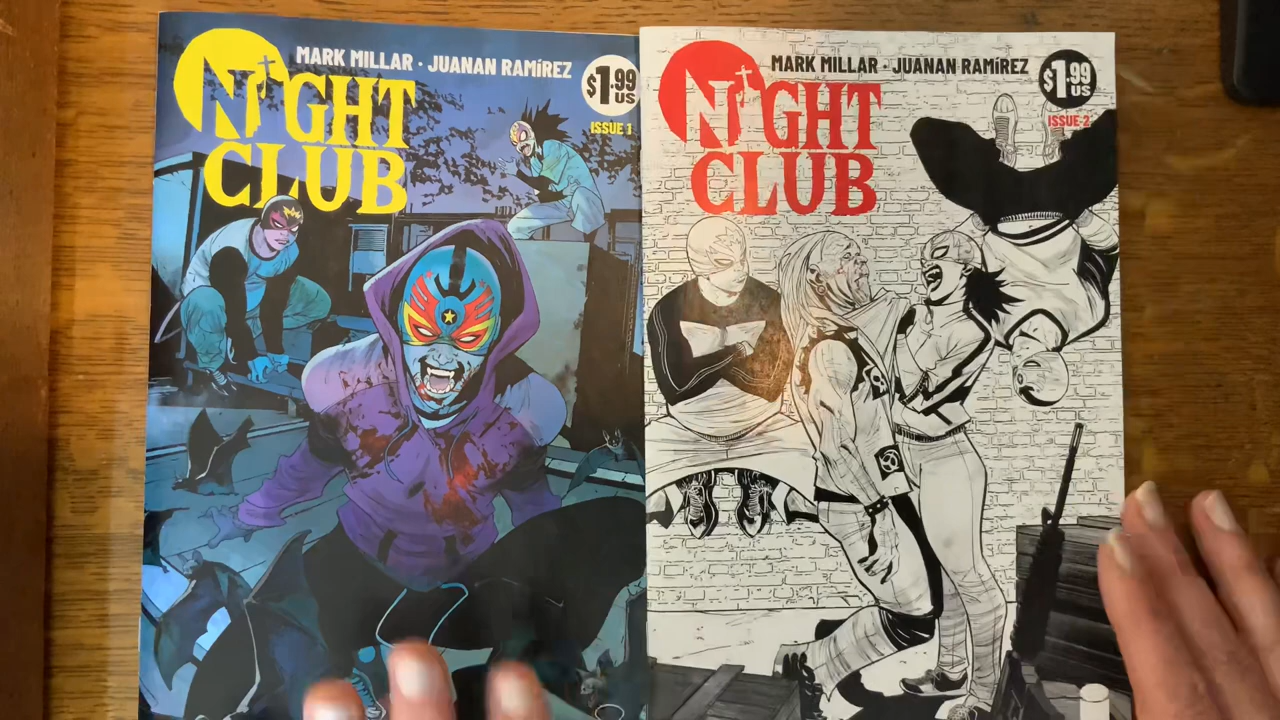 MARK MILLAR · JUANAN RAMÍREZ
$1.99
US
NIGHT
CLUB
ISSUE 1
MARK MILLAR · JUANAN RAMÍREZ
$1.99
US
NIGHT
CLUB
ISSUE 2